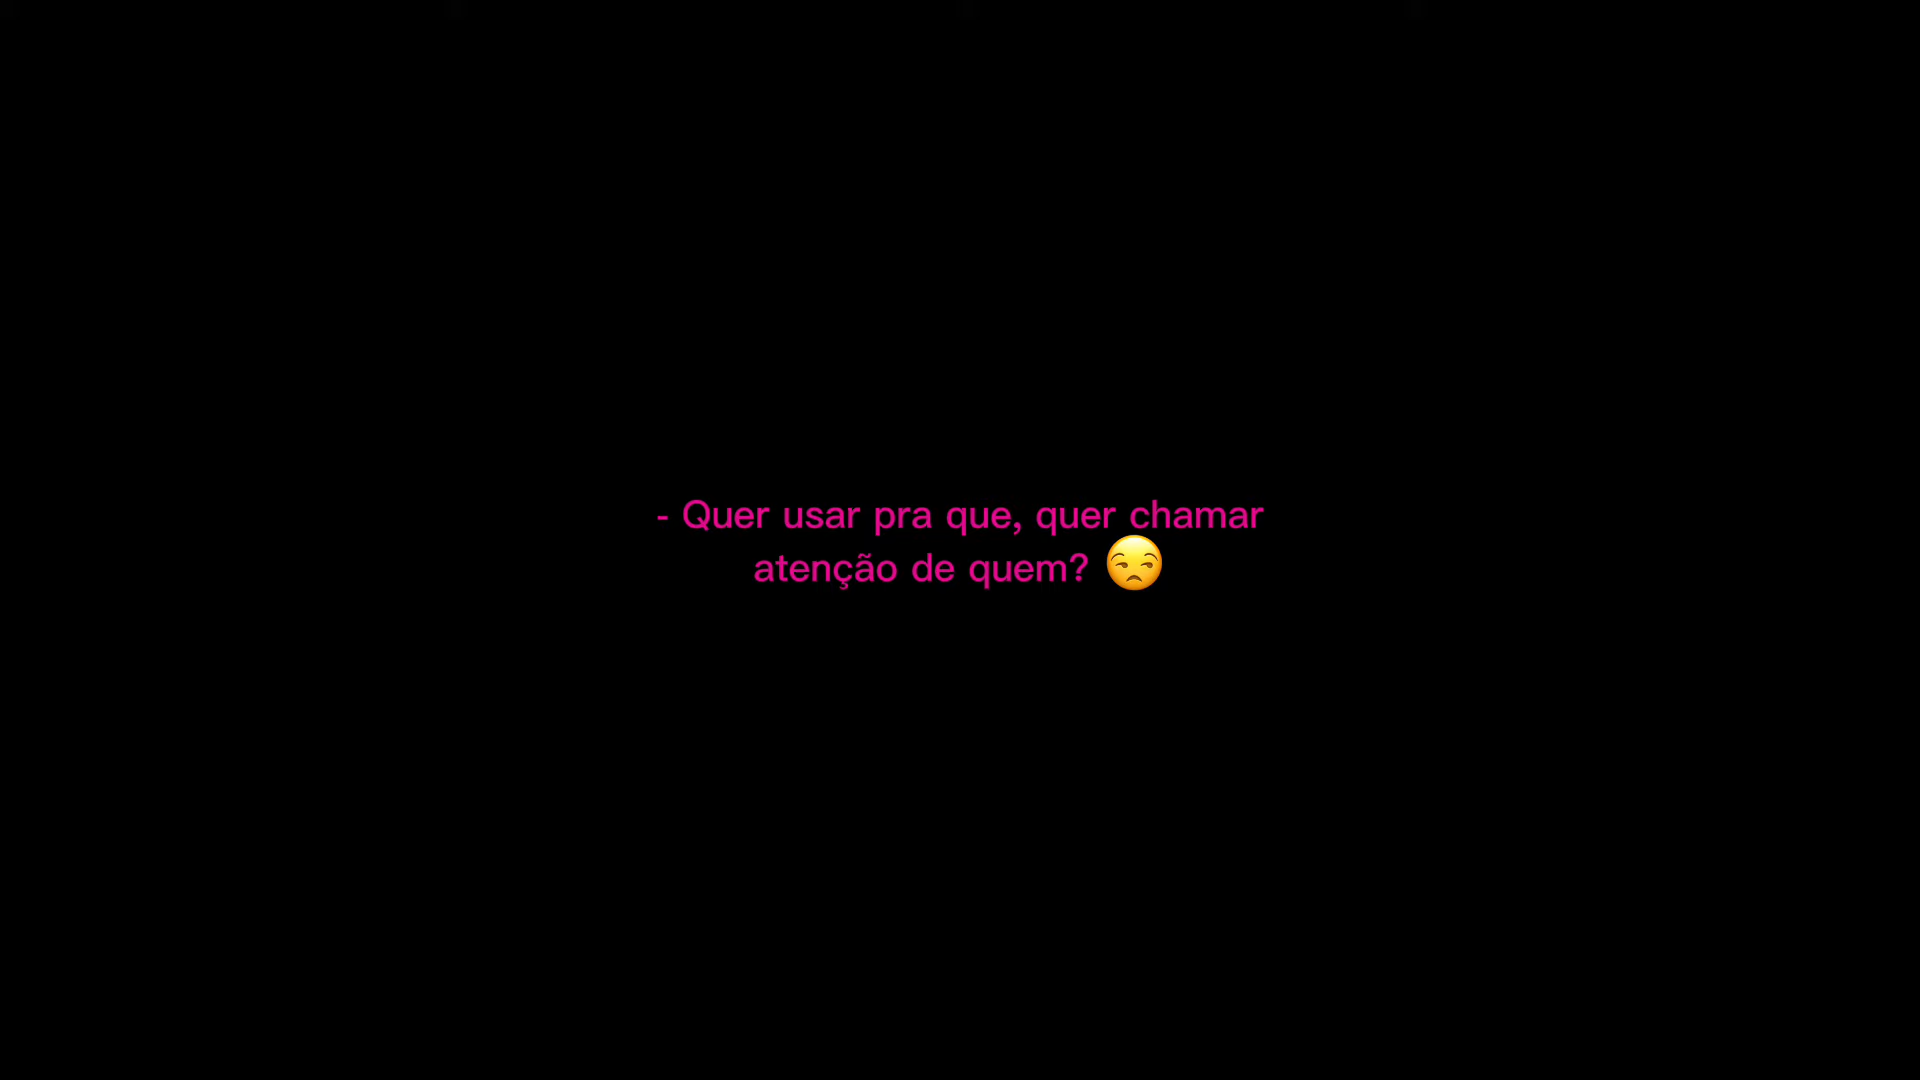 - Quer usar pra que, quer chamar
atenção de quem? 😒